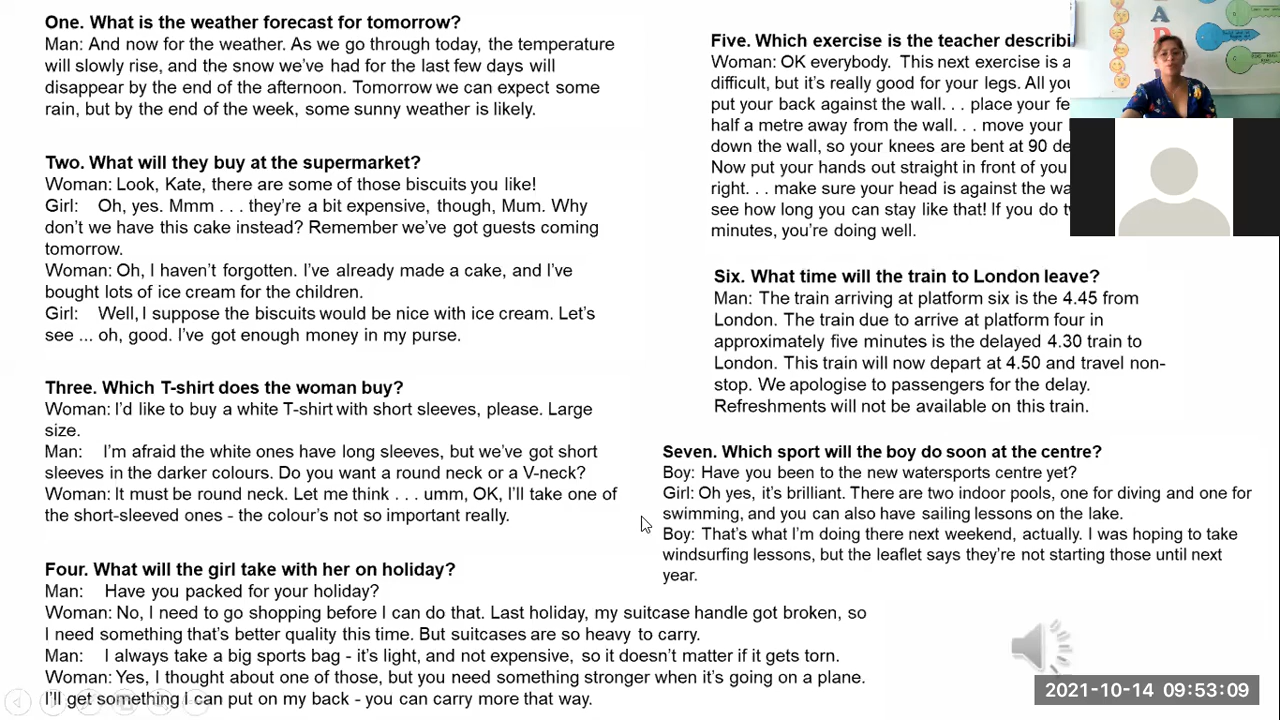 One. What is the weather forecast for tomorrow?
Man: And now for the weather. As we go through today, the temperature
will slowly rise, and the snow we’ve had for the last few days will
disappear by the end of the afternoon. Tomorrow we can expect some
rain, but by the end of the week, some sunny weather is likely.
Two. What will they buy at the supermarket?
Woman: Look, Kate, there are some of those biscuits you like!
Girl: Oh, yes. Mmm . . . they’re a bit expensive, though, Mum. Why
don’t we have this cake instead? Remember we’ve got guests coming
tomorrow.
Woman: Oh, I haven’t forgotten. I’ve already made a cake, and I’ve
bought lots of ice cream for the children.
Girl: Well, I suppose the biscuits would be nice with ice cream. Let’s
see ... oh, good. I’ve got enough money in my purse.
Three. Which T-shirt does the woman buy?
Woman: I’d like to buy a white T-shirt with short sleeves, please. Large
size.
Man: I’m afraid the white ones have long sleeves, but we’ve got short
sleeves in the darker colours. Do you want a round neck or a V-neck?
Woman: It must be round neck. Let me think . . . umm, OK, I’ll take one of
the short-sleeved ones - the colour’s not so important really.
Four. What will the girl take with her on holiday?
Man: Have you packed for your holiday?
Woman: No, I need to go shopping before I can do that. Last holiday, my suitcase handle got broken, so
I need something that’s better quality this time. But suitcases are so heavy to carry.
Man: I always take a big sports bag - it’s light, and not expensive, so it doesn’t matter if it gets torn.
Woman: Yes, I thought about one of those, but you need something stronger when it’s going on a plane.
I’ll get something I can put on my back - you can carry more that way.
Five. Which exercise is the teacher describi
Woman: OK everybody. This next exercise is a
difficult, but it’s really good for your legs. All you
put your back against the wall. . . place your fe
half a metre away from the wall. . . move your
down the wall, so your knees are bent at 90 de
Now put your hands out straight in front of you
right. . . make sure your head is against the wa
see how long you can stay like that! If you do t
minutes, you’re doing well.
Six. What time will the train to London leave?
Man: The train arriving at platform six is the 4.45 from
London. The train due to arrive at platform four in
approximately five minutes is the delayed 4.30 train to
London. This train will now depart at 4.50 and travel non-
stop. We apologise to passengers for the delay.
Refreshments will not be available on this train.
Seven. Which sport will the boy do soon at the centre?
Boy: Have you been to the new watersports centre yet?
Girl: Oh yes, it’s brilliant. There are two indoor pools, one for diving and one for
swimming, and you can also have sailing lessons on the lake.
Boy: That’s what I’m doing there next weekend, actually. I was hoping to take
windsurfing lessons, but the leaflet says they’re not starting those until next
year.
2021-10-14 09:53:09